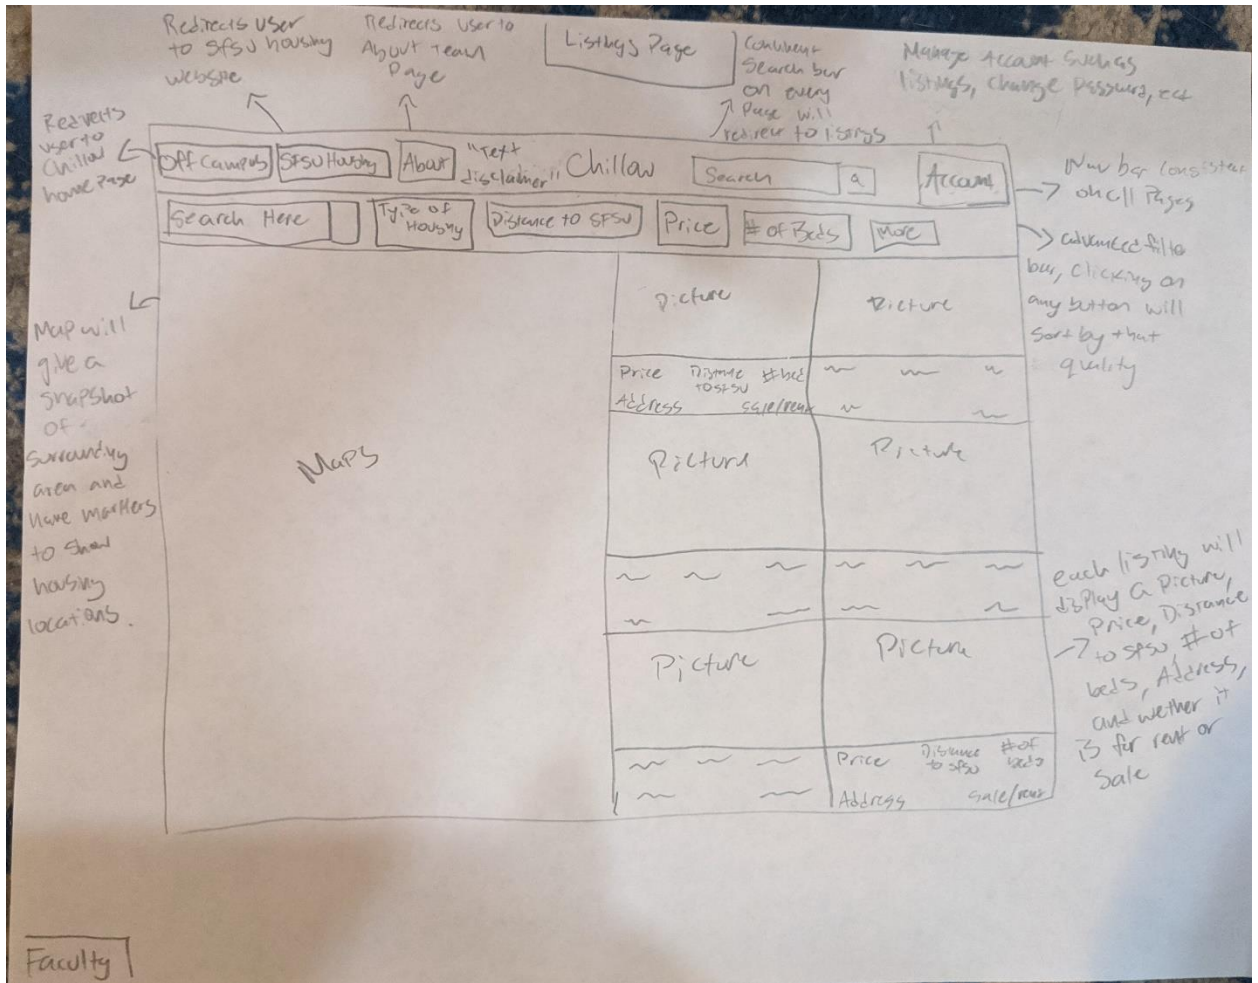 Redirects user
to SFSU housing
website
Redirects user to
About Team
Page
Listings Page
Search bar
on every
Page will
redirect to listings
Manage Account such as
listings, change Password, ect
user to
Chillow
home page
Off Campus
SFSU Housing
About
"Text
disclaimer"
Chillow
Search
Q
Account
Nav bar consistent
on all Pages
Search Here
Type of
Housing
Distance to SFSU
Price
# of Beds
More
advanced filter
bar, Clicking on
any button will
Sort by that
quality
Map will
give a
snapshot
of
surrounding
area and
have markers
to show
housing
locations.
Maps
Picture
Picture
Price Distance #bed
to SFSU
Address sale/rent
Picture
Picture
Picture
Picture
Price Distance # of
to SFSU beds
Address sale/rent
each listing will
display a Picture,
Price, Distance
to SFSU, # of
beds, Address,
and wether it
is for rent or
Sale
Faculty